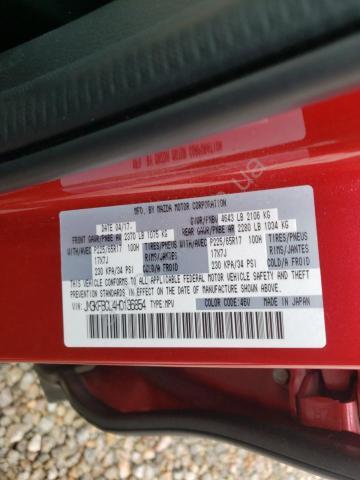 MFD. BY MAZDA MOTOR CORPORATION
DATE: 04/17.
GVWR/PNBV 4643 LB 2106 KG
FRONT GAWR/PNBE AV 2370 LB 1075 KG
REAR GAWR/PNBE AR 2280 LB 1034 KG
WITH/AVEC P225/65R17 100H TIRES/PNEUS
WITH/AVEC P225/65R17 100H TIRES/PNEUS
17X7J RIMS/JANTES
17X7J RIMS/JANTES
230 KPA/34 PSI COLD/A FROID
230 KPA/34 PSI COLD/A FROID
THIS VEHICLE CONFORMS TO ALL APPLICABLE FEDERAL MOTOR VEHICLE SAFETY, BUMPER, AND THEFT
PREVENTION STANDARDS IN EFFECT ON THE DATE OF MANUFACTURE SHOWN ABOVE.
VIN: JM3KFBCL4H0136854 TYPE:MPV COLOR CODE:46V